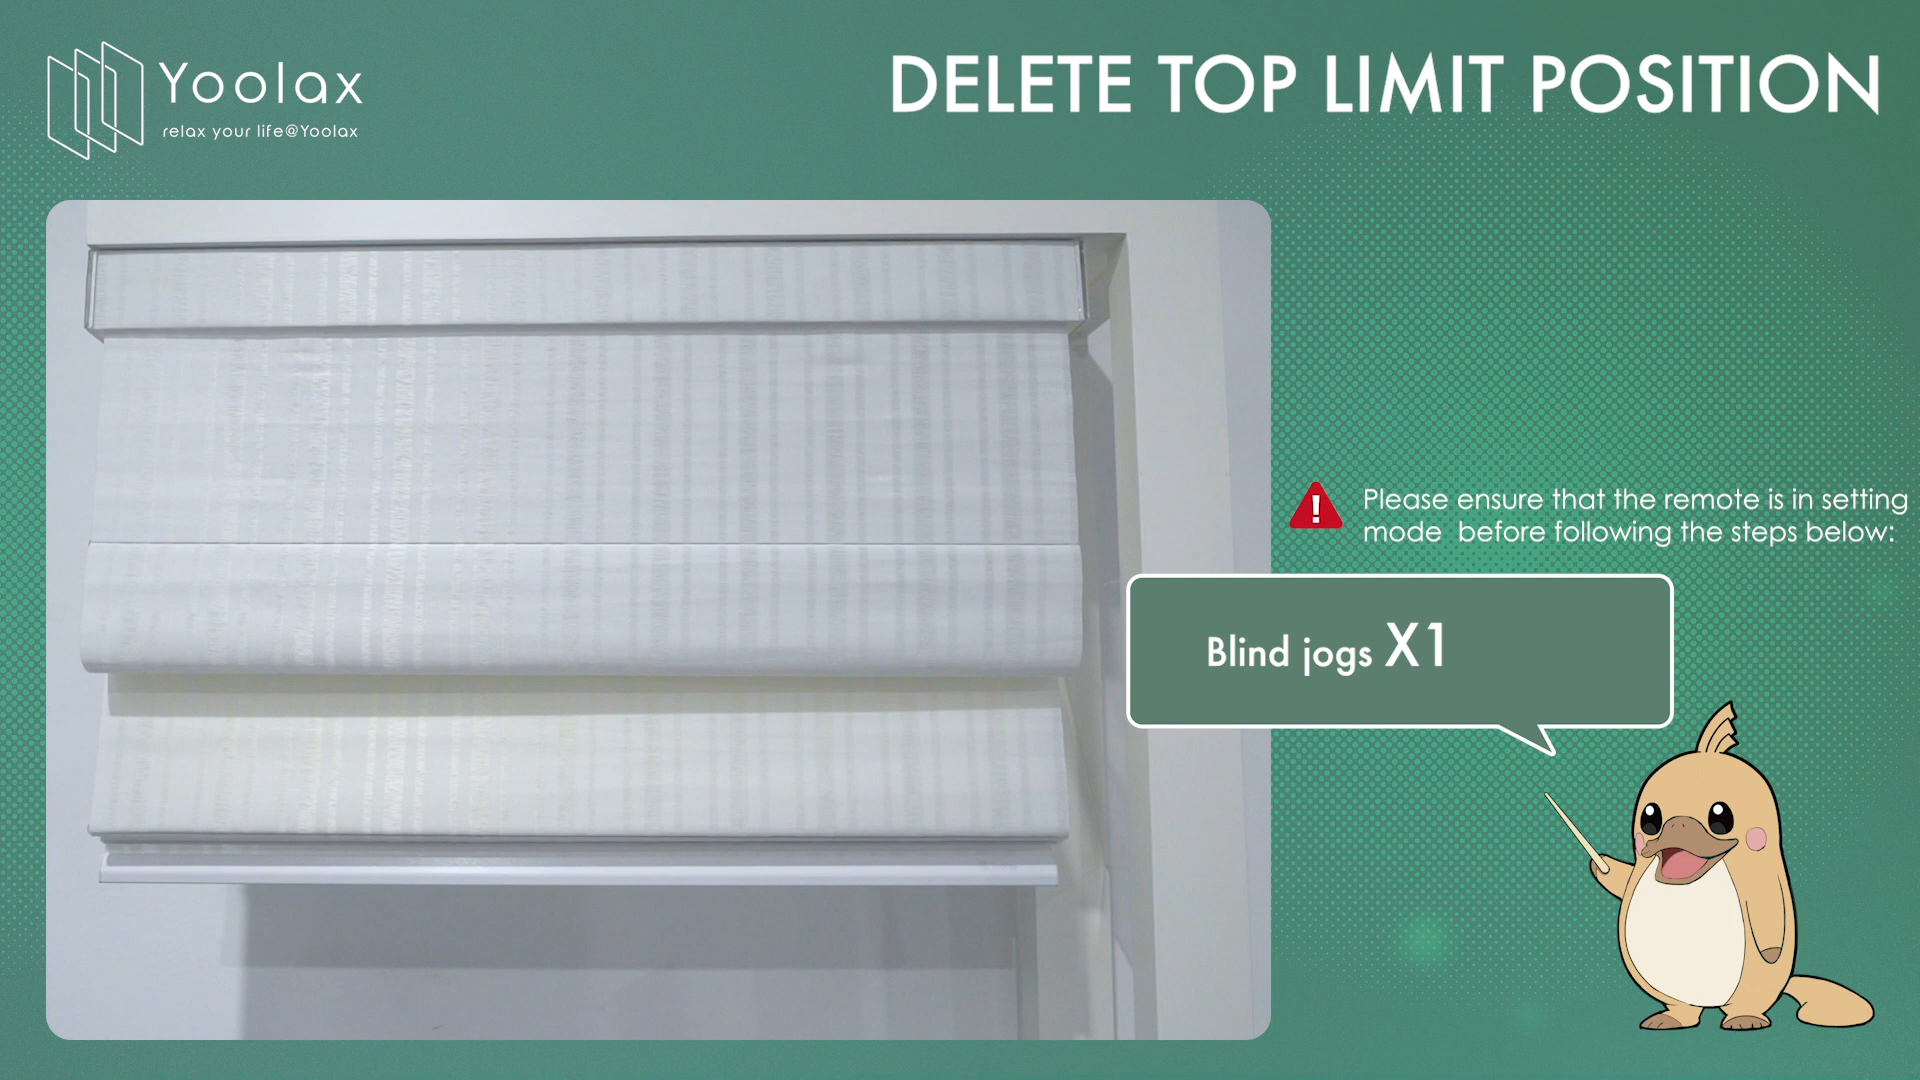 Yoolax
relax your life@Yoolax
DELETE TOP LIMIT POSITION
!
Please ensure that the remote is in setting
mode before following the steps below:
Blind jogs X1